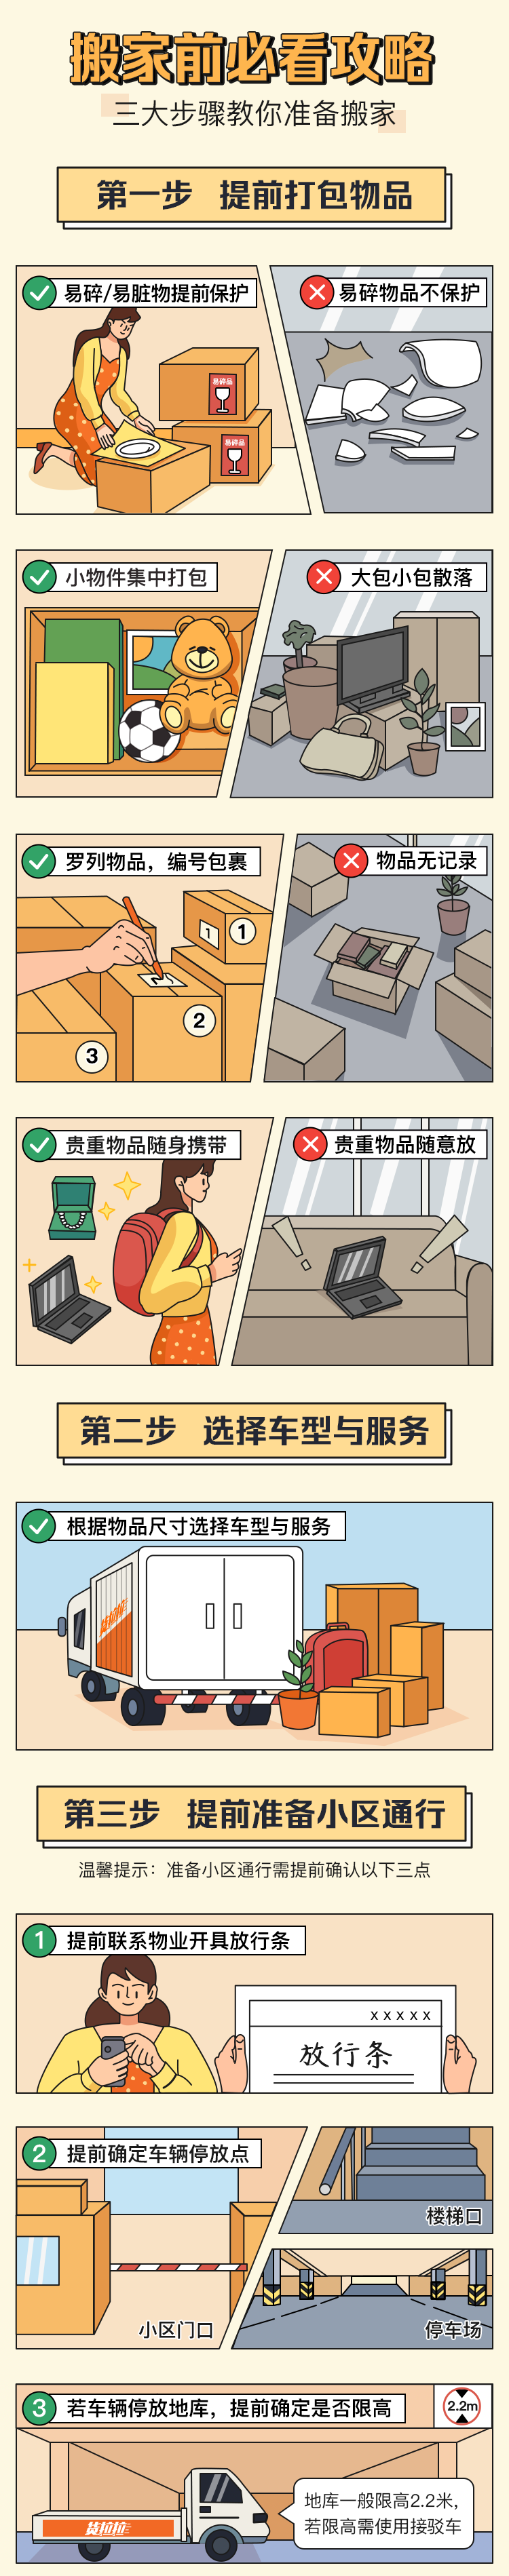 搬家前必看攻略
三大步骤教你准备搬家
第一步 提前打包物品
易碎/易脏物提前保护
易碎物品不保护
易碎品
易碎品
小物件集中打包
大包小包散落
罗列物品，编号包裹
物品无记录
1
1
2
2
3
贵重物品随身携带
贵重物品随意放
第二步 选择车型与服务
根据物品尺寸选择车型与服务
货拉拉
第三步 提前准备小区通行
温馨提示：准备小区通行需提前确认以下三点
1 提前联系物业开具放行条
x x x x x
放行条
2 提前确定车辆停放点
楼梯口
小区门口
停车场
3 若车辆停放地库，提前确定是否限高
2.2m
地库一般限高2.2米，
若限高需使用接驳车
货拉拉